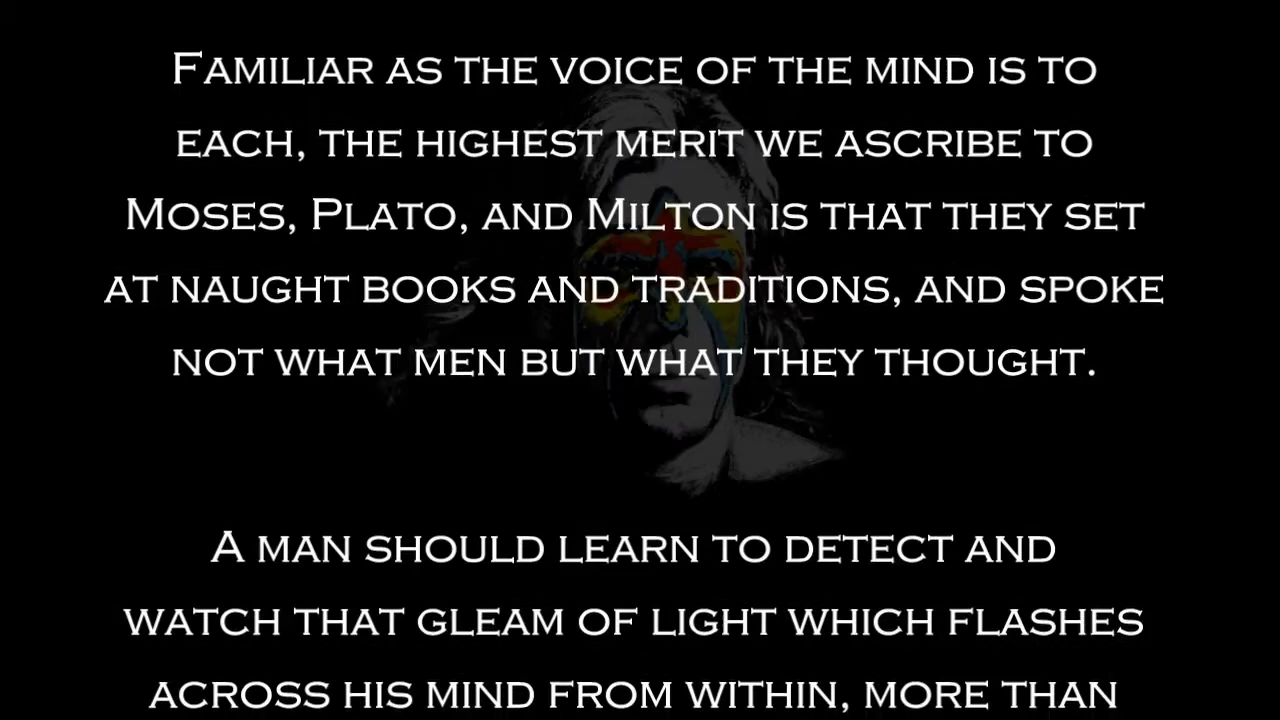 Familiar as the voice of the mind is to
each, the highest merit we ascribe to
Moses, Plato, and Milton is that they set
at naught books and traditions, and spoke
not what men but what they thought.
A man should learn to detect and
watch that gleam of light which flashes
across his mind from within, more than